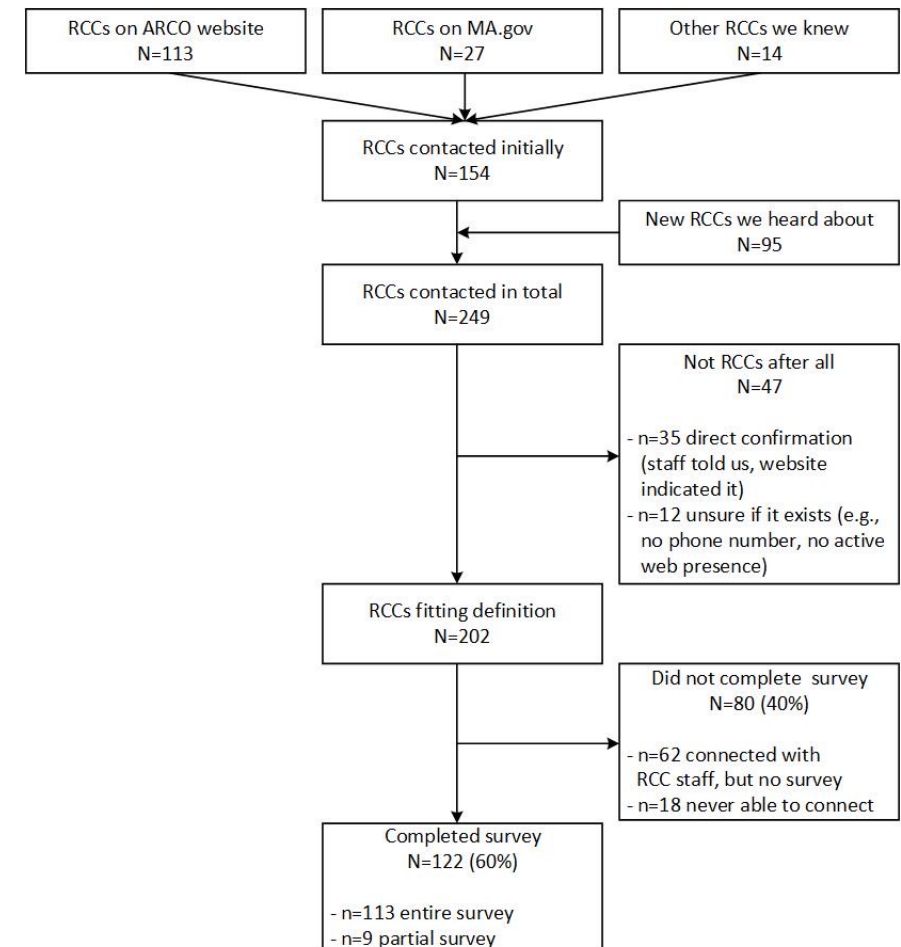 RCCs on ARCO website
N=113
RCCs on MA.gov
N=27
Other RCCs we knew
N=14
RCCs contacted initially
N=154
New RCCs we heard about
N=95
RCCs contacted in total
N=249
Not RCCs after all
N=47
- n=35 direct confirmation
(staff told us, website
indicated it)
- n=12 unsure if it exists (e.g.,
no phone number, no active
web presence)
RCCs fitting definition
N=202
Did not complete survey
N=80 (40%)
- n=62 connected with
RCC staff, but no survey
- n=18 never able to connect
Completed survey
N=122 (60%)
- n=113 entire survey
- n=9 partial survey